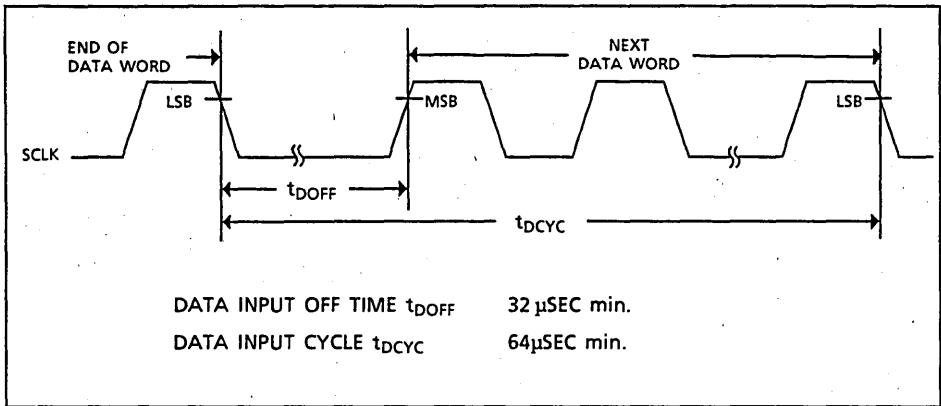 END OF
DATA WORD
NEXT
DATA WORD
LSB
MSB
LSB
SCLK
tDOFF
tDCYC
DATA INPUT OFF TIME tDOFF 32 µSEC min.
DATA INPUT CYCLE tDCYC 64µSEC min.